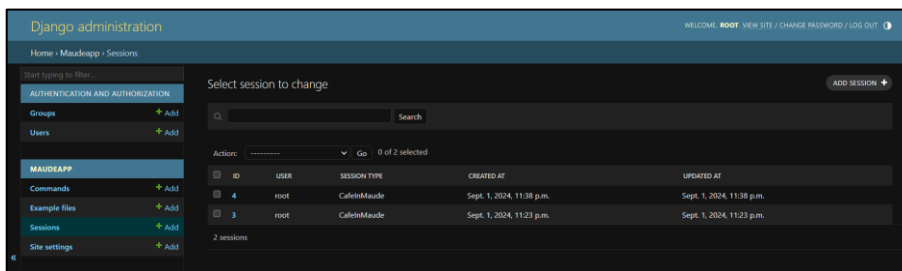 Django administration
WELCOME, ROOT. VIEW SITE / CHANGE PASSWORD / LOG OUT
Home › Maudeapp › Sessions
Start typing to filter...
AUTHENTICATION AND AUTHORIZATION
Groups + Add
Users + Add
MAUDEAPP
Commands + Add
Example files + Add
Sessions + Add
Site settings + Add
«
Select session to change
ADD SESSION +
Search
Action: --------- Go 0 of 2 selected
ID USER SESSION TYPE CREATED AT UPDATED AT
4 root CafeInMaude Sept. 1, 2024, 11:38 p.m. Sept. 1, 2024, 11:38 p.m.
3 root CafeInMaude Sept. 1, 2024, 11:23 p.m. Sept. 1, 2024, 11:23 p.m.
2 sessions